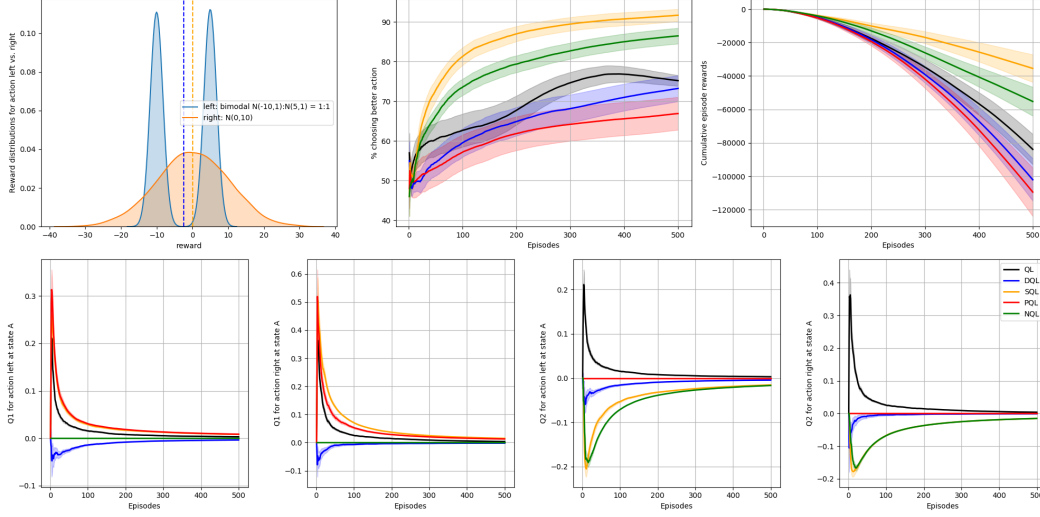 Reward distributions for action left vs. right
0.12
0.10
0.08
0.06
0.04
0.02
0.00
−40 −30 −20 −10 0 10 20 30 40
reward
left: bimodal N(-10,1):N(5,1) = 1:1
right: N(0,10)
% choosing better action
100
90
80
70
60
50
40
0 100 200 300 400 500
Episodes
Cumulative episode rewards
0
−20000
−40000
−60000
−80000
−100000
−120000
0 100 200 300 400 500
Episodes
Q1 for action left at state A
0.3
0.2
0.1
0.0
−0.1
0 100 200 300 400 500
Episodes
Q1 for action right at state A
0.6
0.5
0.4
0.3
0.2
0.1
0.0
−0.1
0 100 200 300 400 500
Episodes
Q2 for action left at state A
0.2
0.1
0.0
−0.1
−0.2
0 100 200 300 400 500
Episodes
Q2 for action right at state A
0.4
0.3
0.2
0.1
0.0
−0.1
−0.2
0 100 200 300 400 500
Episodes
QL
DQL
SQL
PQL
NQL